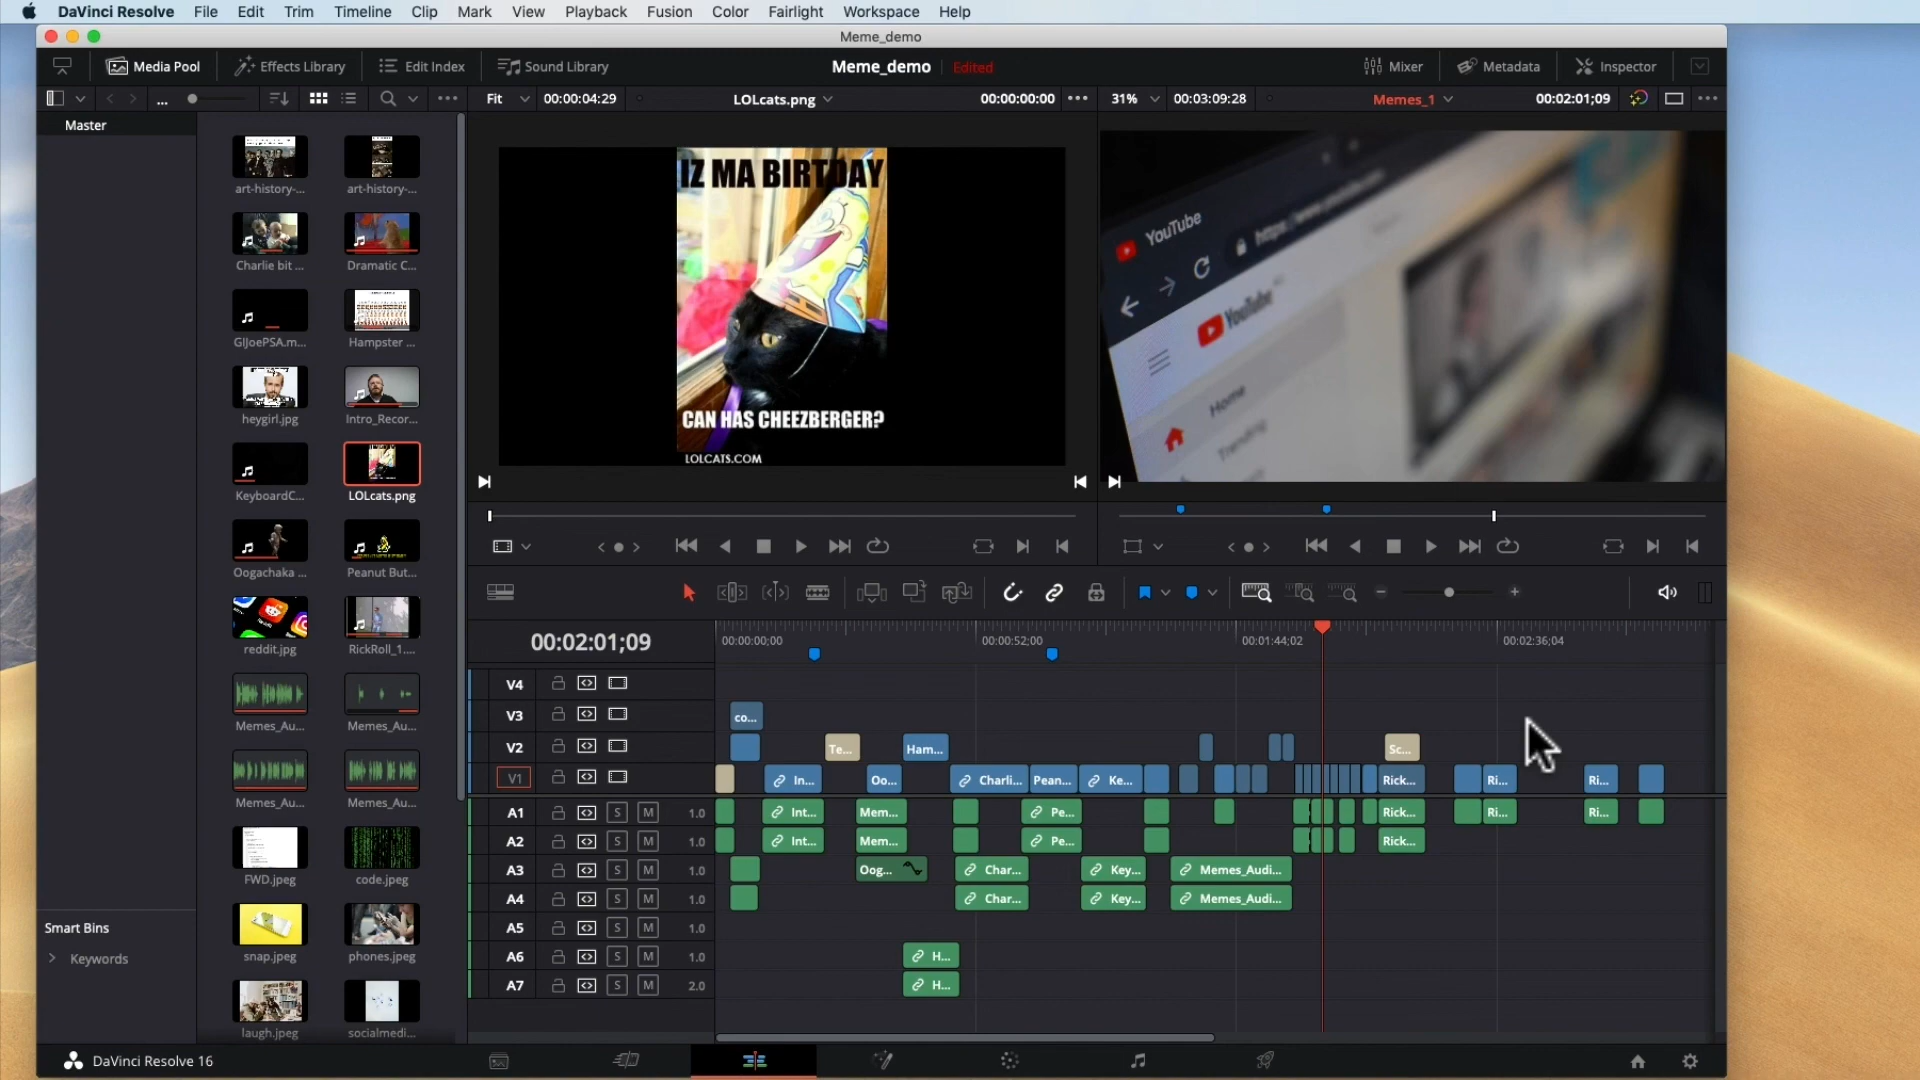 DaVinci Resolve File Edit Trim Timeline Clip Mark View Playback Fusion Color Fairlight Workspace Help
Meme_demo
Media Pool Effects Library Edit Index Sound Library Meme_demo Edited Mixer Metadata Inspector
... Fit 00:00:04:29 LOLcats.png 00:00:00:00 31% 00:03:09:28 Memes_1 00:02:01;09
Master
art-history-... art-history-...
Charlie bit ... Dramatic C...
GIJoePSA.m... Hampster ...
heygirl.jpg Intro_Recor...
KeyboardC... LOLcats.png
Oogachaka ... Peanut But...
reddit.jpg RickRoll_1....
Memes_Au... Memes_Au...
Memes_Au... Memes_Au...
FWD.jpeg code.jpeg
snap.jpeg phones.jpeg
laugh.jpeg socialmedi...
Smart Bins
Keywords
IZ MA BIRTDAY
CAN HAS CHEEZBERGER?
LOLCATS.COM
YouTube
https://www.youtube.com
YouTube
Home
Trending
00:02:01;09 00:00:00;00 00:00:52;00 00:01:44;02 00:02:36;04
V4
V3 co...
V2 Te... Ham... Sc...
V1 In... Oo... Charli... Pean... Ke... Rick... Ri... Ri...
A1 S M 1.0 Int... Mem... Pe... Rick... Ri... Ri...
A2 S M 1.0 Int... Mem... Pe... Rick...
A3 S M 1.0 Oog... Char... Key... Memes_Audi...
A4 S M 1.0 Char... Key... Memes_Audi...
A5 S M 1.0
A6 S M 1.0 H...
A7 S M 2.0 H...
DaVinci Resolve 16